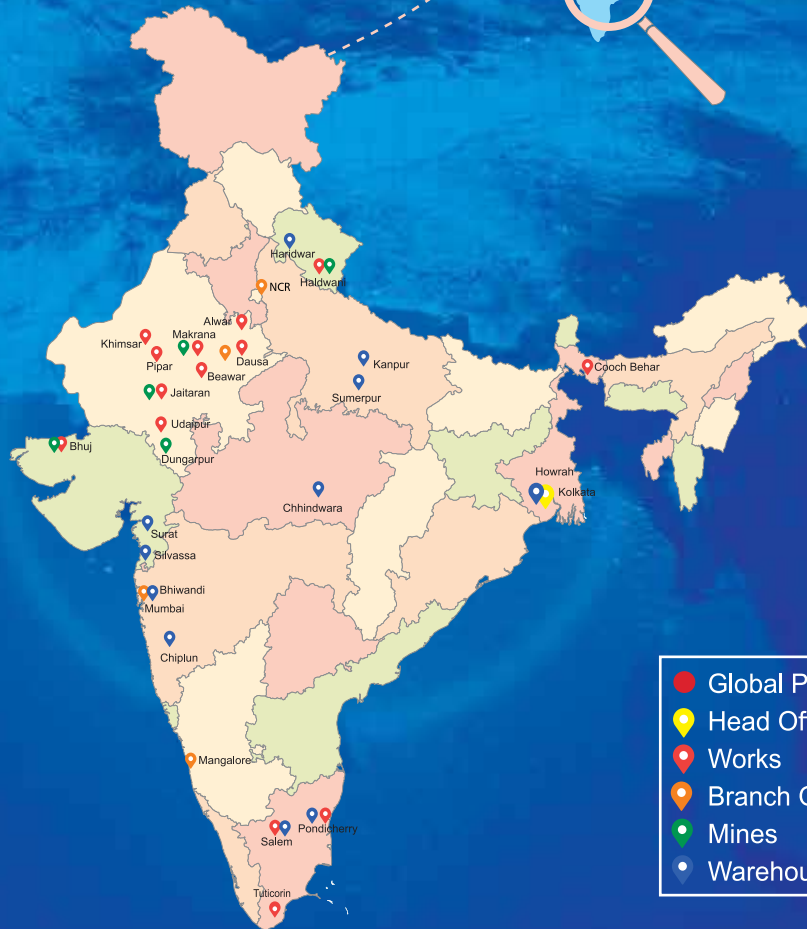 Haridwar
Haldwani
NCR
Alwar
Khimsar
Makrana
Dausa
Pipar
Beawar
Kanpur
Sumerpur
Cooch Behar
Jaitaran
Udaipur
Bhuj
Dungarpur
Howrah
Kolkata
Chhindwara
Surat
Silvassa
Bhiwandi
Mumbai
Chiplun
Mangalore
Pondicherry
Salem
Tuticorin
Global P
Head Of
Works
Branch
Mines
Warehou